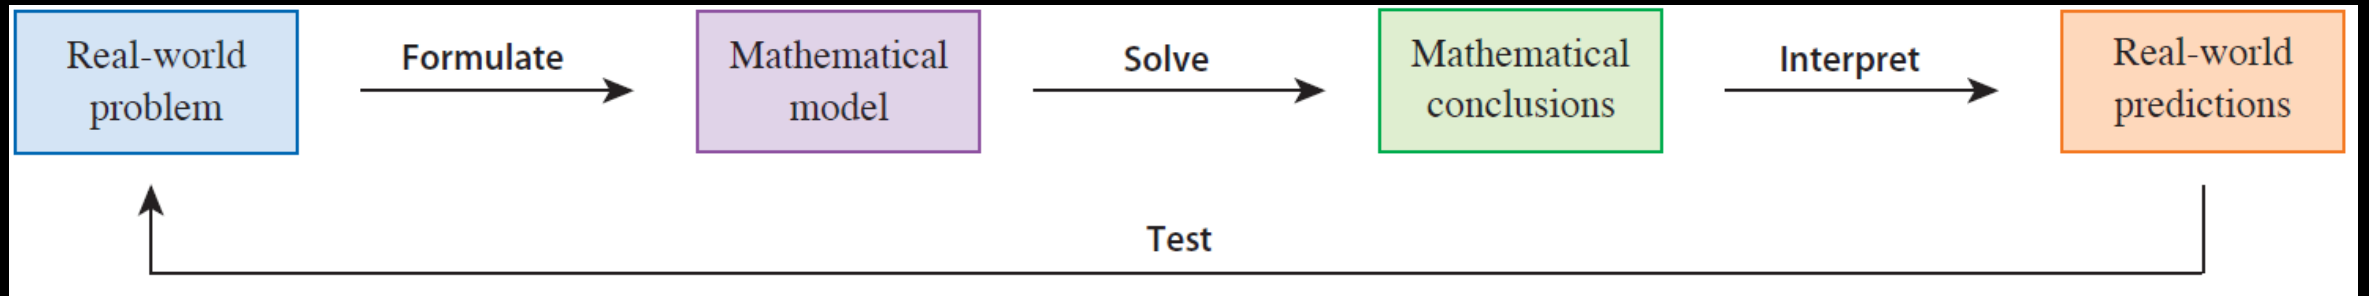 Real-world
problem
Formulate
Mathematical
model
Solve
Mathematical
conclusions
Interpret
Real-world
predictions
Test